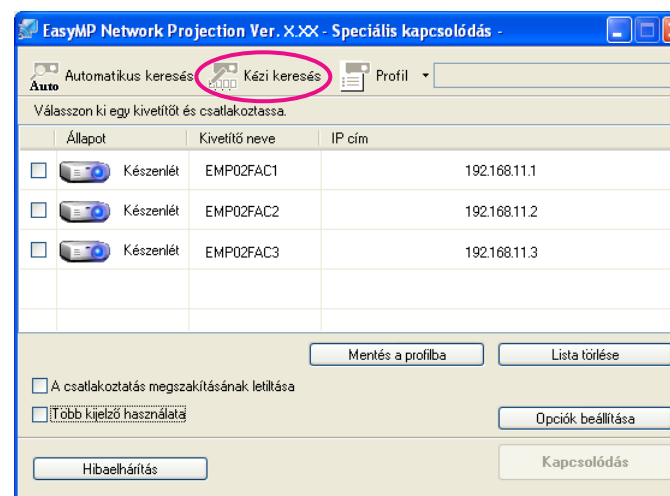 EasyMP Network Projection Ver. X.XX - Speciális kapcsolódás -
Auto Automatikus keresés Kézi keresés Profil
Válasszon ki egy kivetítőt és csatlakoztassa.
Állapot Kivetítő neve IP cím
Készenlét EMP02FAC1 192.168.11.1
Készenlét EMP02FAC2 192.168.11.2
Készenlét EMP02FAC3 192.168.11.3
Mentés a profilba Lista törlése
A csatlakoztatás megszakításának letiltása
Több kijelző használata
Opciók beállítása
Hibaelhárítás Kapcsolódás